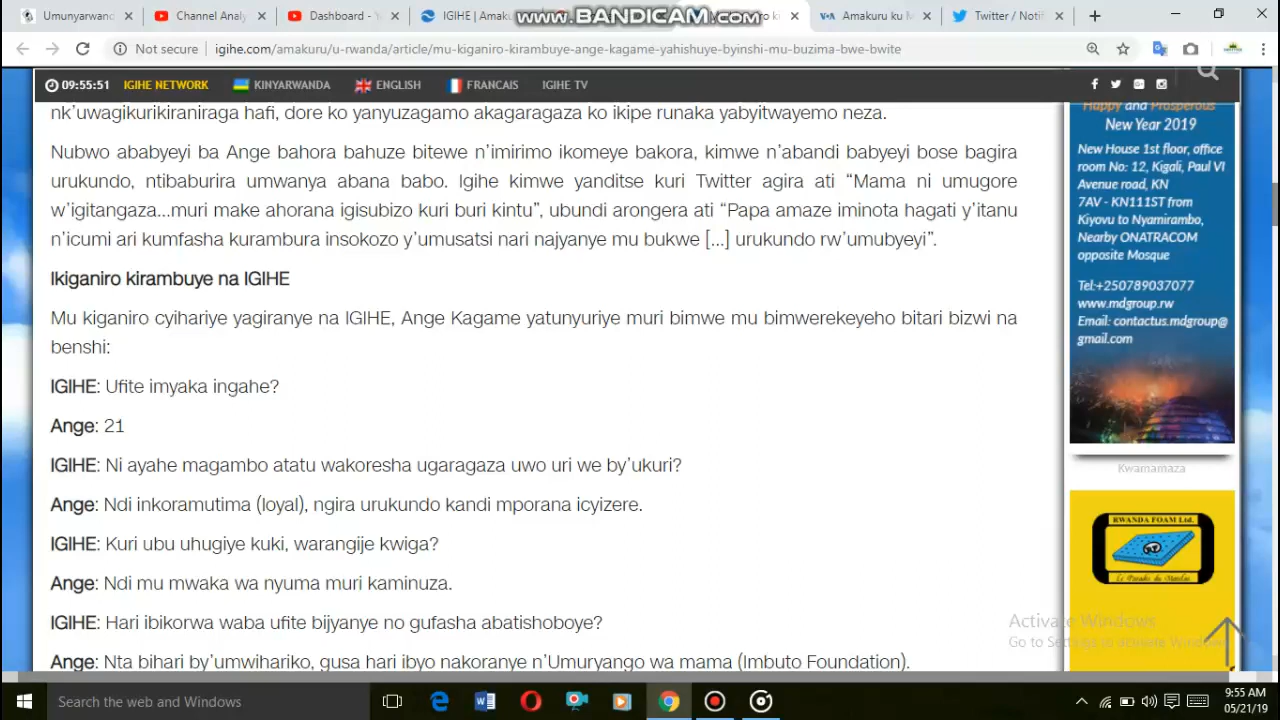 Umunyarwand
Channel Analy
Dashboard - Y
IGIHE | Amaku
Amakuru ku M
Twitter / Notif
www.BANDICAM.com
Not secure
igihe.com/amakuru/u-rwanda/article/mu-kiganiro-kirambuye-ange-kagame-yahishuye-byinshi-mu-buzima-bwe-bwite
09:55:51 IGIHE NETWORK KINYARWANDA ENGLISH FRANCAIS IGIHE TV
nk'uwagikurikiraniraga hafi, dore ko yanyuzagamo akagaragaza ko ikipe runaka yabyitwayemo neza.
Nubwo ababyeyi ba Ange bahora bahuze bitewe n'imirimo ikomeye bakora, kimwe n'abandi babyeyi bose bagira
urukundo, ntibaburira umwanya abana babo. Igihe kimwe yanditse kuri Twitter agira ati “Mama ni umugore
w'igitangaza...muri make ahorana igisubizo kuri buri kintu”, ubundi arongera ati “Papa amaze iminota hagati y'itanu
n'icumi ari kumfasha kurambura insokozo y'umusatsi nari najyanye mu bukwe [...] urukundo rw'umubyeyi”.
Ikiganiro kirambuye na IGIHE
Mu kiganiro cyihariye yagiranye na IGIHE, Ange Kagame yatunyuriye muri bimwe mu bimwerekeyeho bitari bizwi na
benshi:
IGIHE: Ufite imyaka ingahe?
Ange: 21
IGIHE: Ni ayahe magambo atatu wakoresha ugaragaza uwo uri we by'ukuri?
Ange: Ndi inkoramutima (loyal), ngira urukundo kandi mporana icyizere.
IGIHE: Kuri ubu uhugiye kuki, warangije kwiga?
Ange: Ndi mu mwaka wa nyuma muri kaminuza.
IGIHE: Hari ibikorwa waba ufite bijyanye no gufasha abatishoboye?
Ange: Nta bihari by'umwihariko, gusa hari ibyo nakoranye n'Umuryango wa mama (Imbuto Foundation).
Happy and Prosperous
New Year 2019
New House 1st floor, office
room No: 12, Kigali, Paul VI
Avenue road, KN
7AV - KN111ST from
Kiyovu to Nyamirambo,
Nearby ONATRACOM
opposite Mosque
Tel:+250789037077
www.mdgroup.rw
Email: contactus.mdgroup@
gmail.com
Kwamamaza
RWANDA FOAM Ltd.
Activate Windows
Go to Settings to activate Windows.
Search the web and Windows
9:55 AM
05/21/19